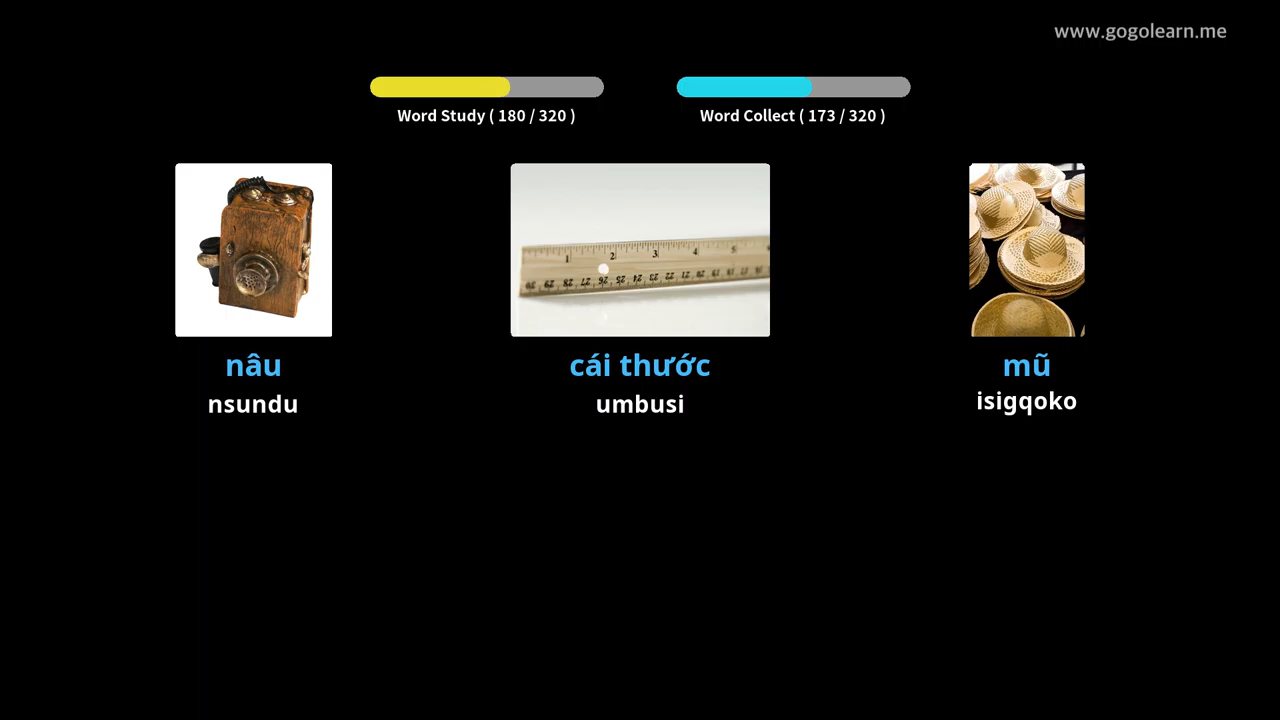 www.gogolearn.me
Word Study ( 180 / 320 )
Word Collect ( 173 / 320 )
nâu
cái thước
mũ
nsundu
umbusi
isigqoko